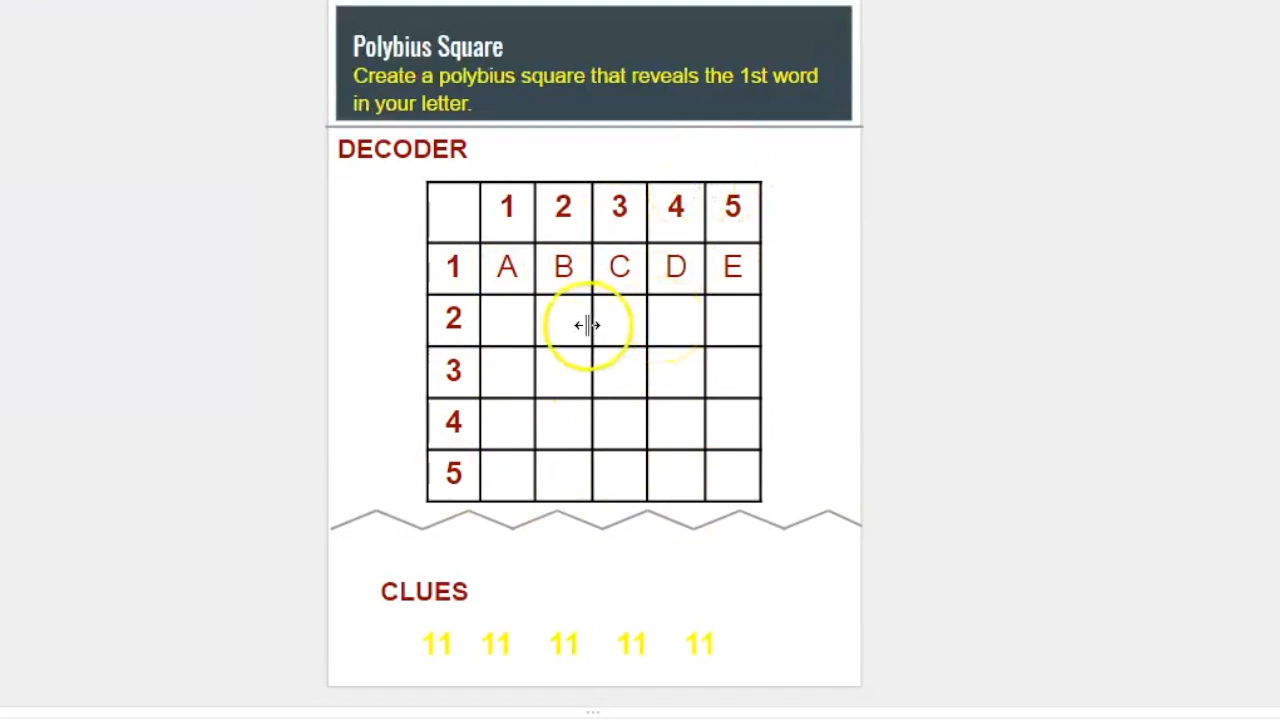 Polybius Square
Create a polybius square that reveals the 1st word
in your letter.
DECODER
1 2 3 4 5
1 A B C D E
2
3
4
5
CLUES
11 11 11 11 11